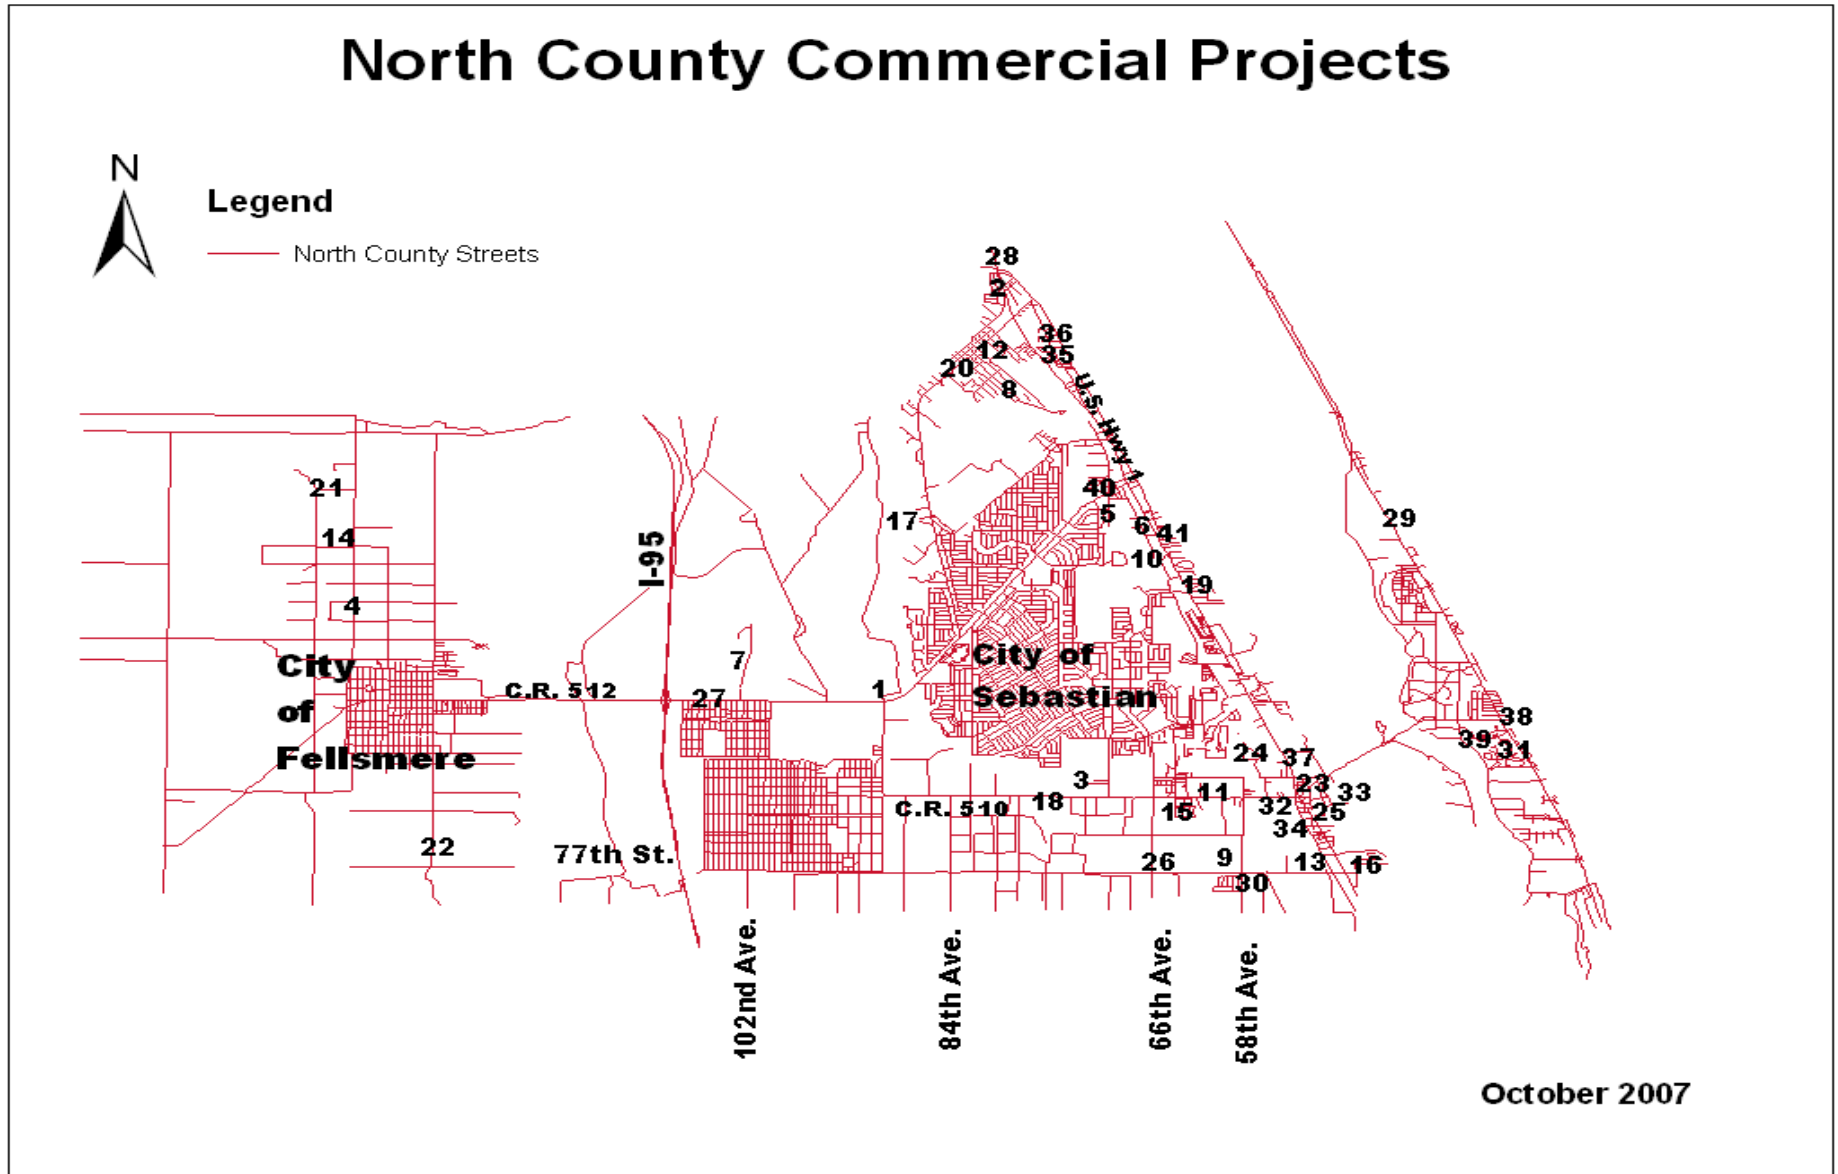 North County Commercial Projects
N
Legend
North County Streets
28
2
36
12
35
20
8
U.S. Hwy 1
21
40
5
17
29
6
41
14
10
I-95
19
4
7
City of
Sebastian
City
of
Fellsmere
C.R. 512
27
1
38
39
31
24
37
3
23
11
33
18
C.R. 510
32
15
25
34
22
77th St.
26
9
13
16
30
102nd Ave.
84th Ave.
66th Ave.
58th Ave.
October 2007